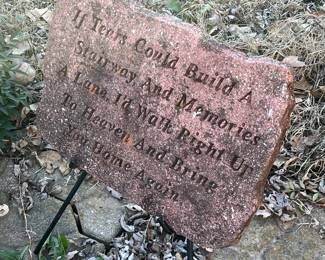 If Tears Could Build A
Stairway And Memories
A Lane I'd Walk Right Up
To Heaven And Bring
You Home Again